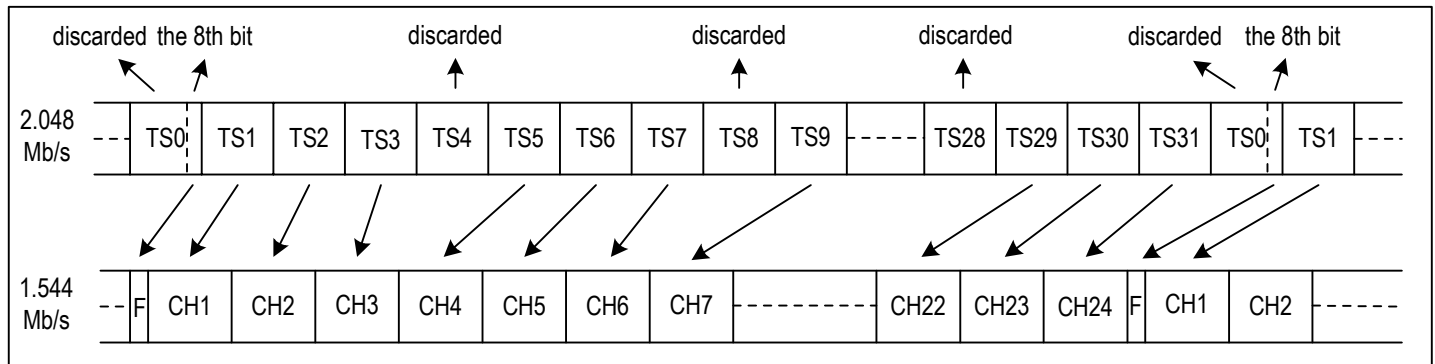 discarded the 8th bit discarded discarded discarded discarded the 8th bit
2.048
Mb/s
TS0 TS1 TS2 TS3 TS4 TS5 TS6 TS7 TS8 TS9 TS28 TS29 TS30 TS31 TS0 TS1
1.544
Mb/s
F CH1 CH2 CH3 CH4 CH5 CH6 CH7 CH22 CH23 CH24 F CH1 CH2